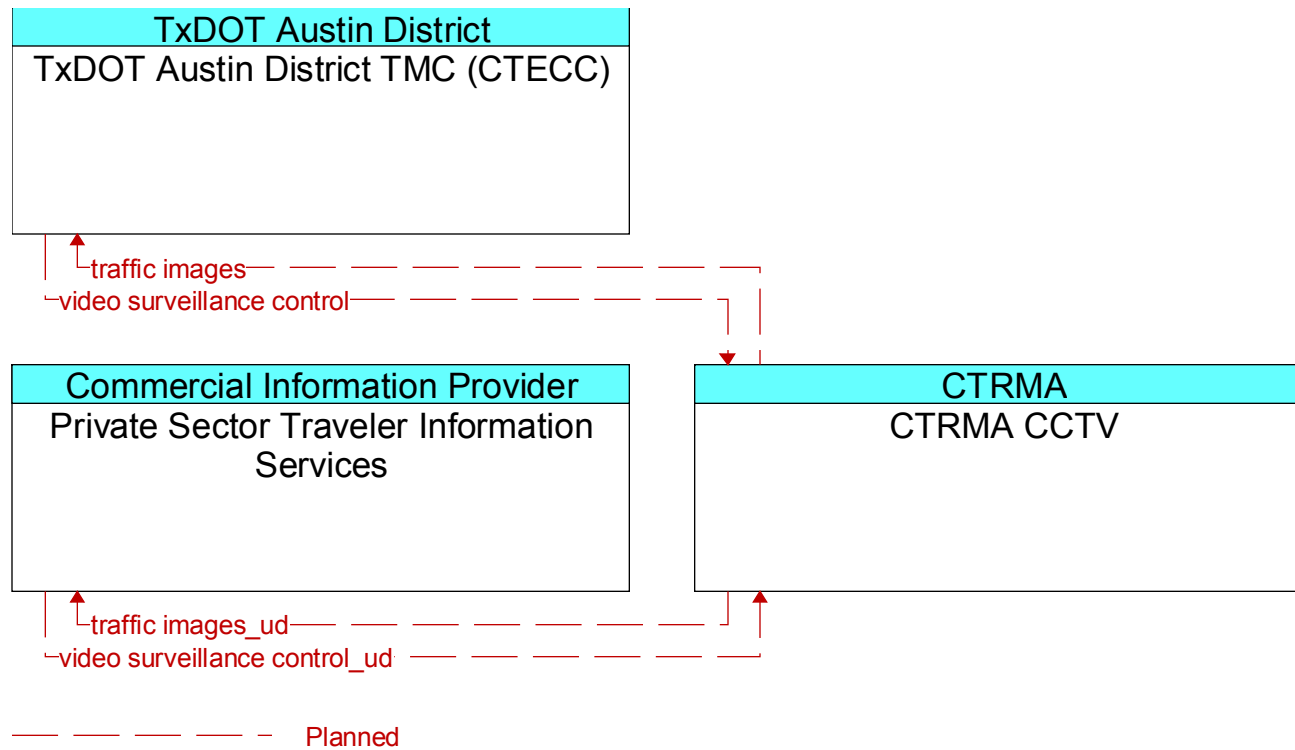 TxDOT Austin District
TxDOT Austin District TMC (CTECC)
traffic images
video surveillance control
Commercial Information Provider
Private Sector Traveler Information
Services
CTRMA
CTRMA CCTV
traffic images_ud
video surveillance control_ud
Planned